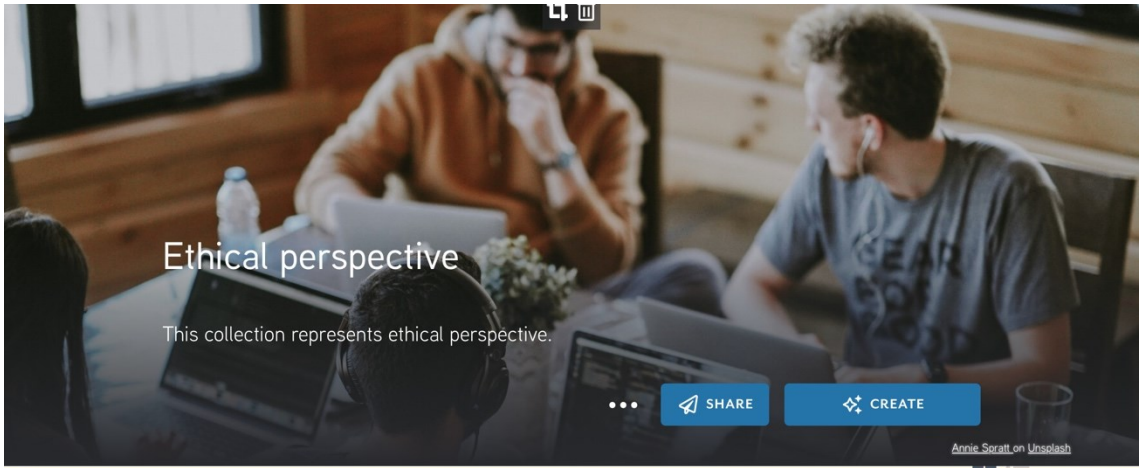 Ethical perspective
This collection represents ethical perspective.
SHARE
CREATE
Annie Spratt on Unsplash